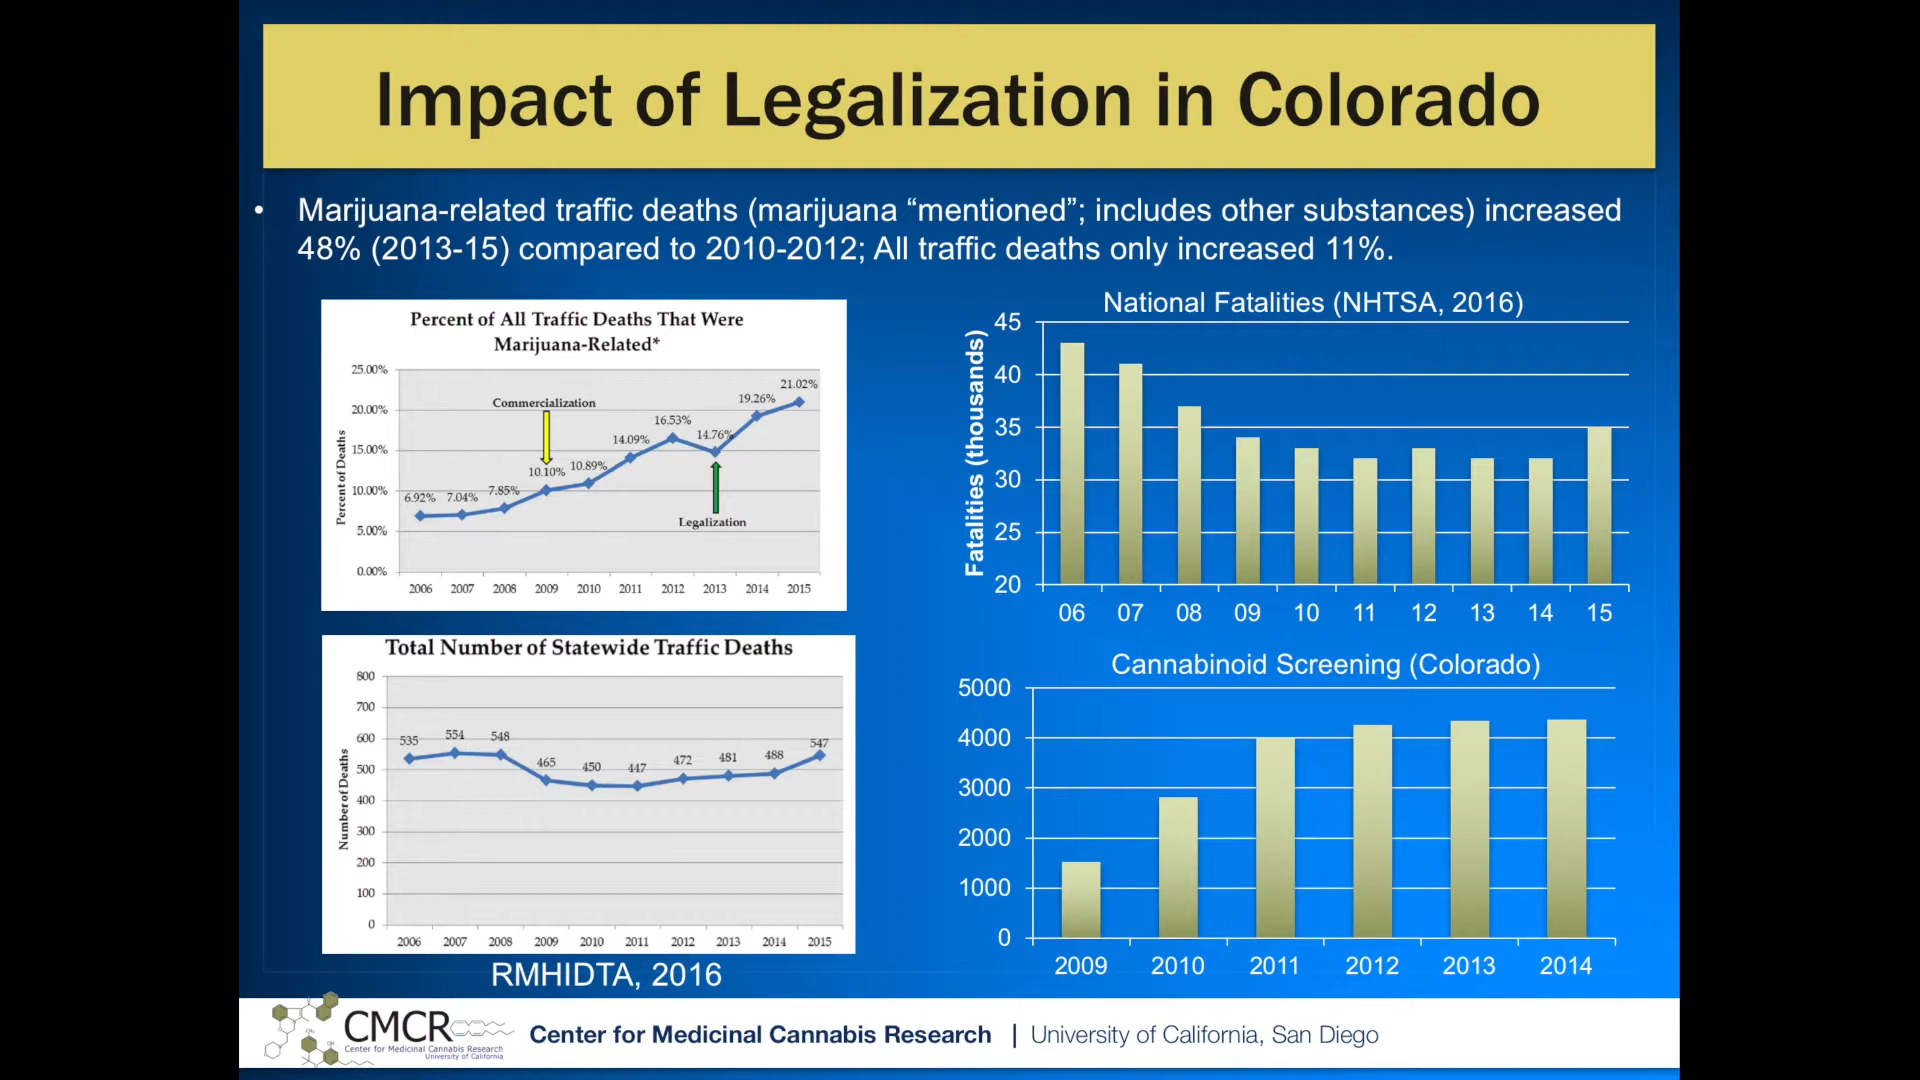 Impact of Legalization in Colorado
• Marijuana-related traffic deaths (marijuana “mentioned”; includes other substances) increased
48% (2013-15) compared to 2010-2012; All traffic deaths only increased 11%.
Percent of All Traffic Deaths That Were
Marijuana-Related*
Percent of Deaths
25.00%
20.00%
15.00%
10.00%
5.00%
0.00%
Commercialization
Legalization
6.92%
7.04%
7.85%
10.10%
10.89%
14.09%
16.53%
14.76%
19.26%
21.02%
2006 2007 2008 2009 2010 2011 2012 2013 2014 2015
National Fatalities (NHTSA, 2016)
Fatalities (thousands)
45
40
35
30
25
20
06 07 08 09 10 11 12 13 14 15
Total Number of Statewide Traffic Deaths
Number of Deaths
800
700
600
500
400
300
200
100
0
535 554 548 465 450 447 472 481 488 547
2006 2007 2008 2009 2010 2011 2012 2013 2014 2015
RMHIDTA, 2016
Cannabinoid Screening (Colorado)
5000
4000
3000
2000
1000
0
2009 2010 2011 2012 2013 2014
CMCR
Center for Medicinal Cannabis Research
University of California
Center for Medicinal Cannabis Research | University of California, San Diego